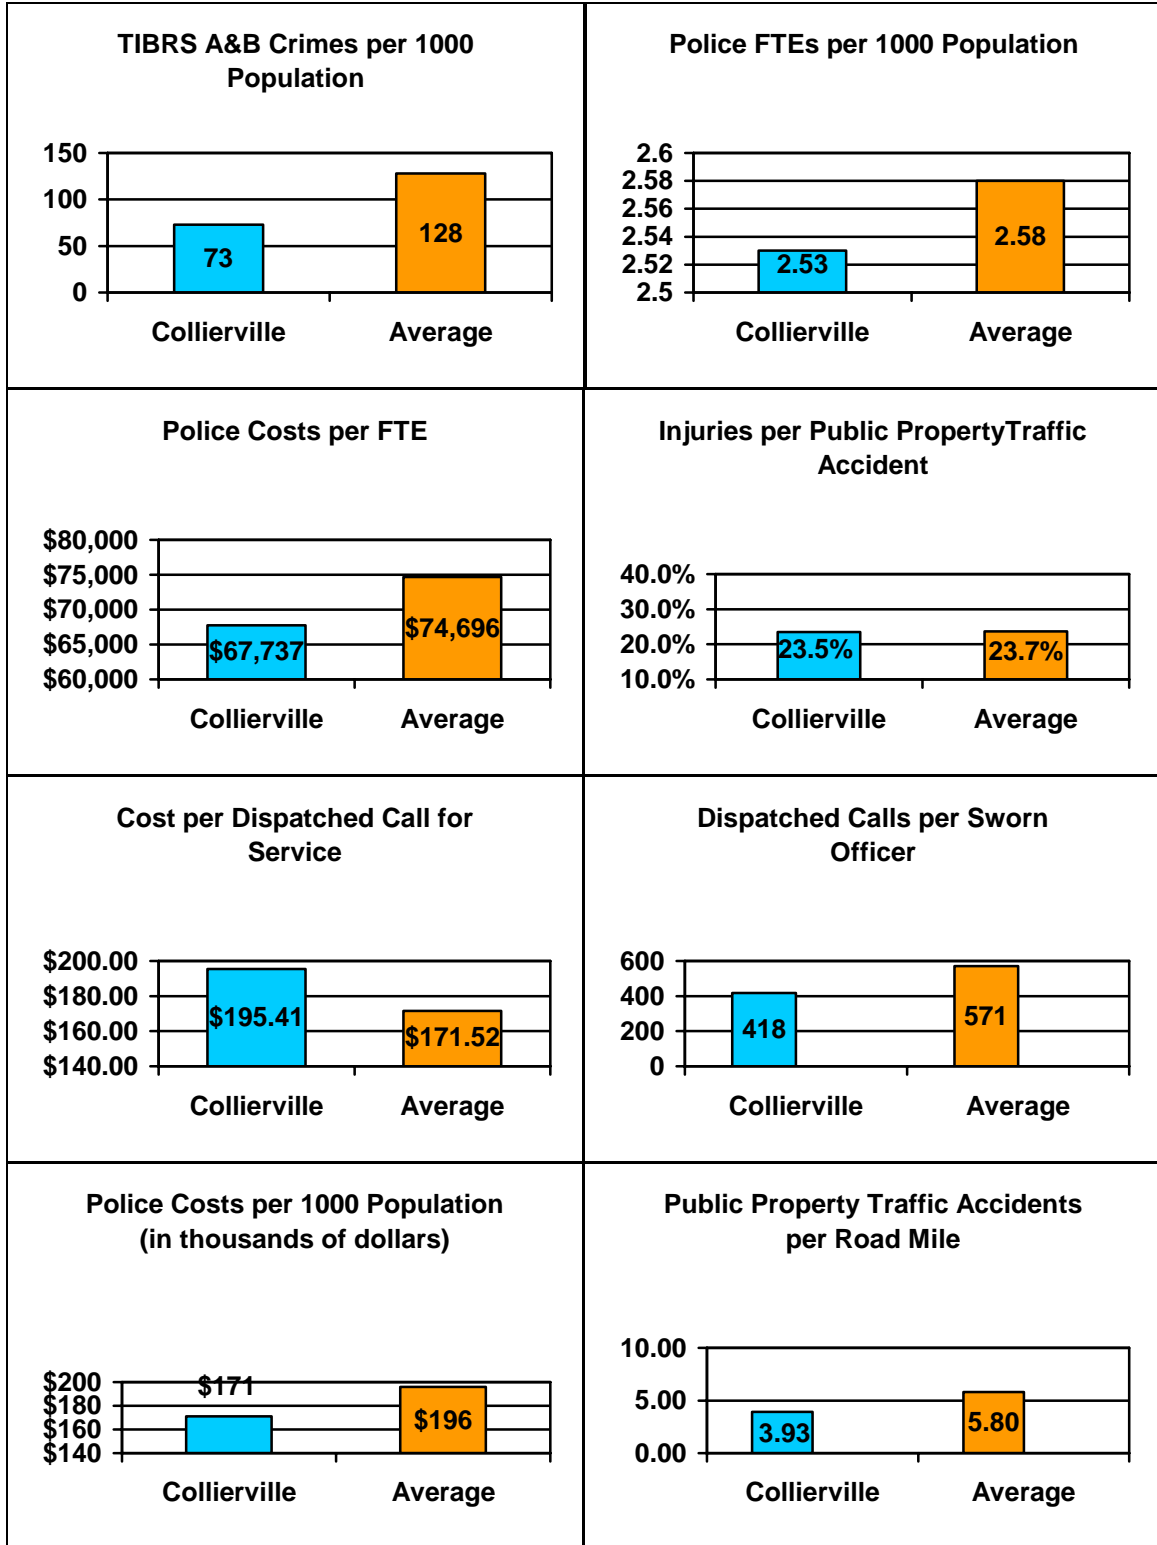 TIBRS A&B Crimes per 1000
Population
150
100
50
0
73
128
Collierville
Average
Police FTEs per 1000 Population
2.6
2.58
2.56
2.54
2.52
2.5
2.53
2.58
Collierville
Average
Police Costs per FTE
$80,000
$75,000
$70,000
$65,000
$60,000
$67,737
$74,696
Collierville
Average
Injuries per Public PropertyTraffic
Accident
40.0%
30.0%
20.0%
10.0%
23.5%
23.7%
Collierville
Average
Cost per Dispatched Call for
Service
$200.00
$180.00
$160.00
$140.00
$195.41
$171.52
Collierville
Average
Dispatched Calls per Sworn
Officer
600
400
200
0
418
571
Collierville
Average
Police Costs per 1000 Population
(in thousands of dollars)
$200
$180
$160
$140
$171
$196
Collierville
Average
Public Property Traffic Accidents
per Road Mile
10.00
5.00
0.00
3.93
5.80
Collierville
Average